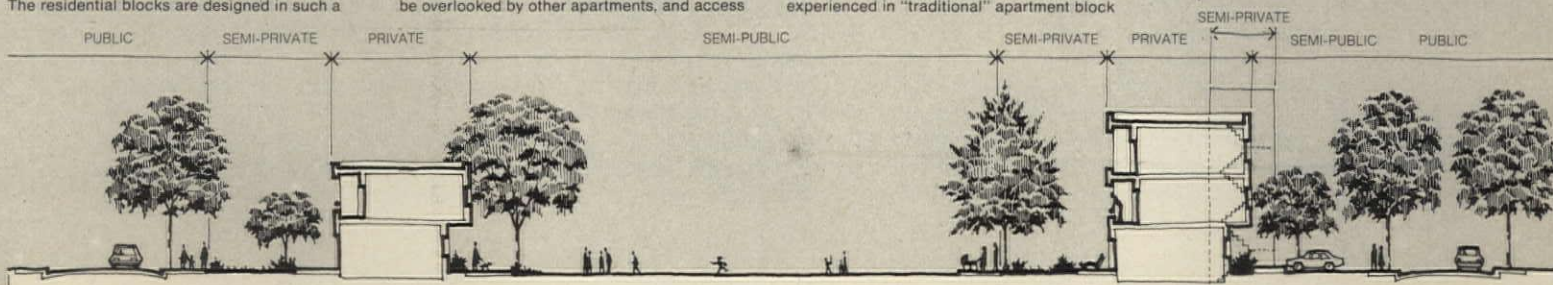 The residential blocks are designed in such a
be overlooked by other apartments, and access
experienced in "traditional" apartment block
SEMI-PRIVATE
PUBLIC
SEMI-PRIVATE
PRIVATE
SEMI-PUBLIC
SEMI-PRIVATE
PRIVATE
SEMI-PUBLIC
PUBLIC